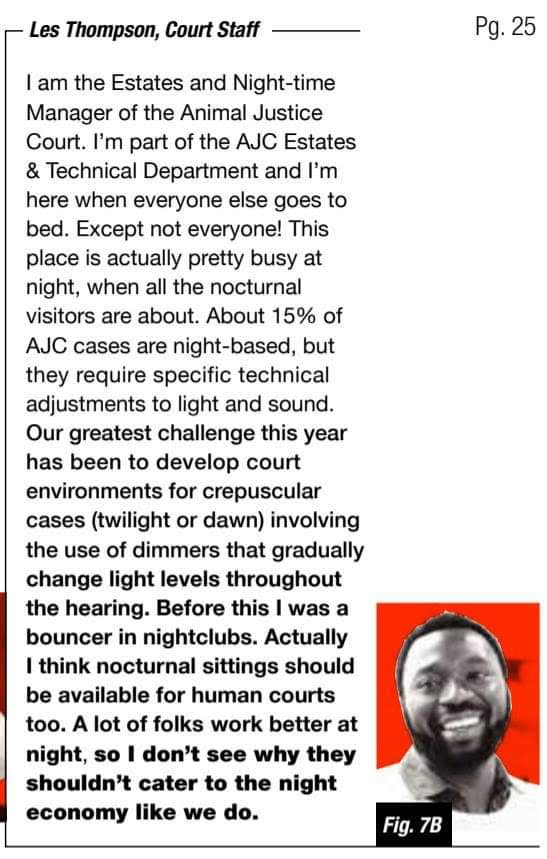 Les Thompson, Court Staff
Pg. 25
I am the Estates and Night-time
Manager of the Animal Justice
Court. I'm part of the AJC Estates
& Technical Department and I'm
here when everyone else goes to
bed. Except not everyone! This
place is actually pretty busy at
night, when all the nocturnal
visitors are about. About 15% of
AJC cases are night-based, but
they require specific technical
adjustments to light and sound.
Our greatest challenge this year
has been to develop court
environments for crepuscular
cases (twilight or dawn) involving
the use of dimmers that gradually
change light levels throughout
the hearing. Before this I was a
bouncer in nightclubs. Actually
I think nocturnal sittings should
be available for human courts
too. A lot of folks work better at
night, so I don't see why they
shouldn't cater to the night
economy like we do.
Fig. 7B